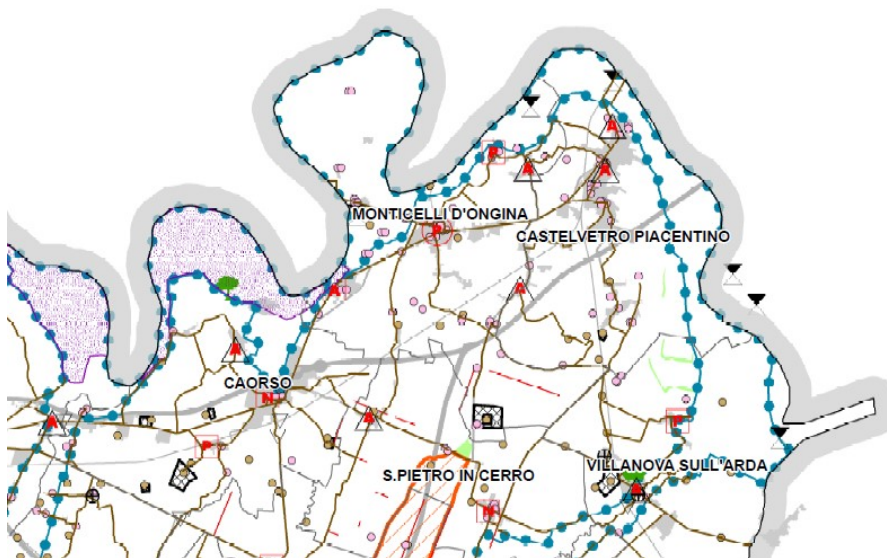 P
A
A
A
MONTICELLI D'ONGINA
P
CASTELVETRO PIACENTINO
A
A
A
CAORSO
N
A
A
P
P
S.PIETRO IN CERRO
VILLANOVA SULL'ARDA
A
N